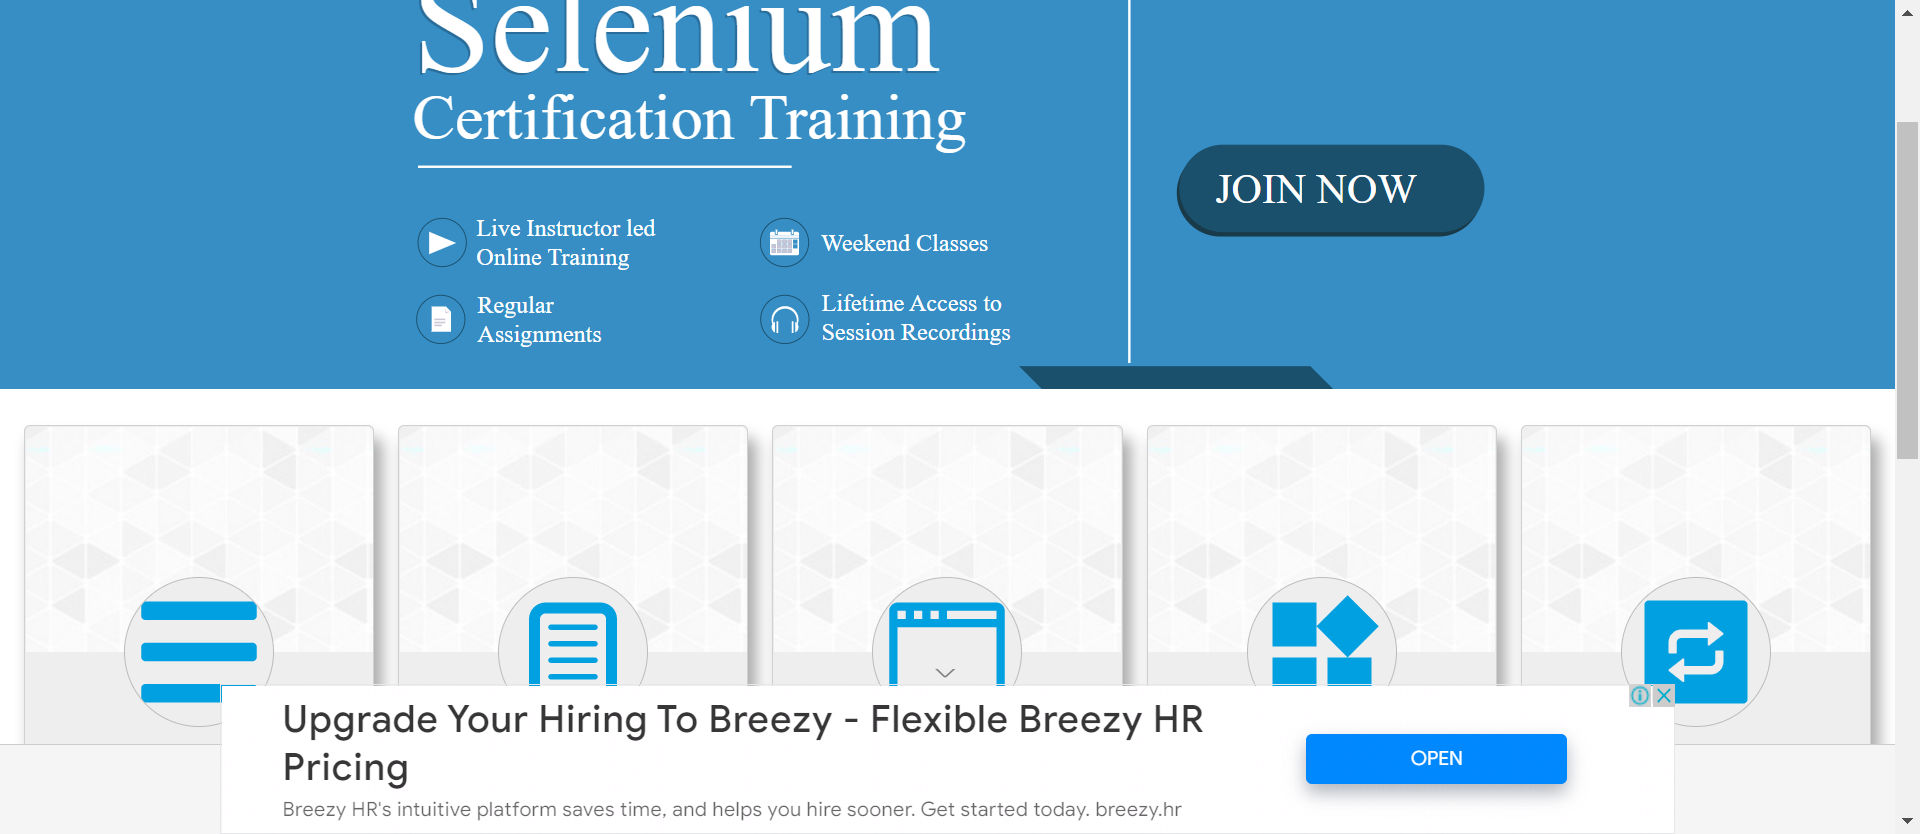 Selenium
Certification Training
JOIN NOW
Live Instructor led
Online Training
Weekend Classes
Regular
Assignments
Lifetime Access to
Session Recordings
Upgrade Your Hiring To Breezy - Flexible Breezy HR
Pricing
Breezy HR's intuitive platform saves time, and helps you hire sooner. Get started today. breezy.hr
OPEN